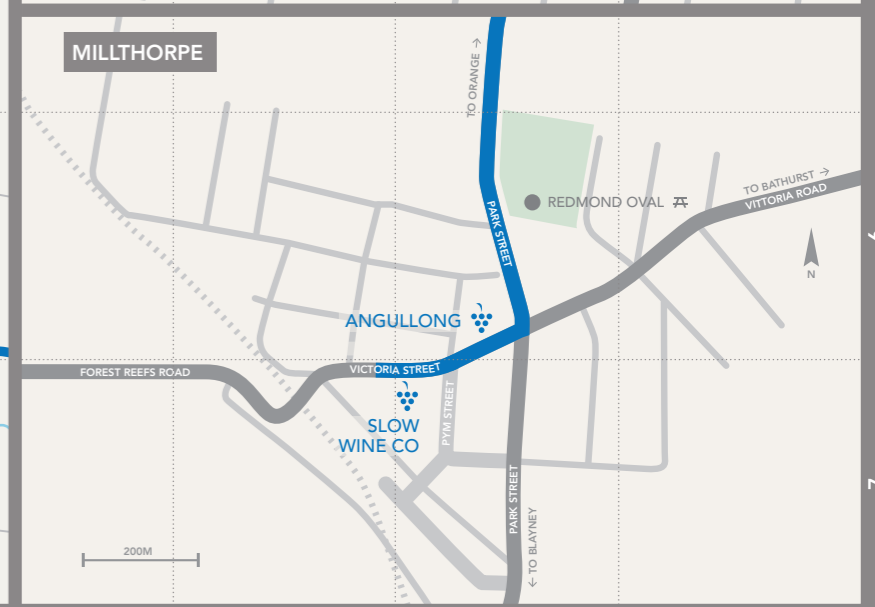 MILLTHORPE
TO ORANGE →
PARK STREET
REDMOND OVAL
TO BATHURST →
VITTORIA ROAD
N
ANGULLONG
VICTORIA STREET
FOREST REEFS ROAD
SLOW
WINE CO
PYM STREET
PARK STREET
← TO BLAYNEY
200M